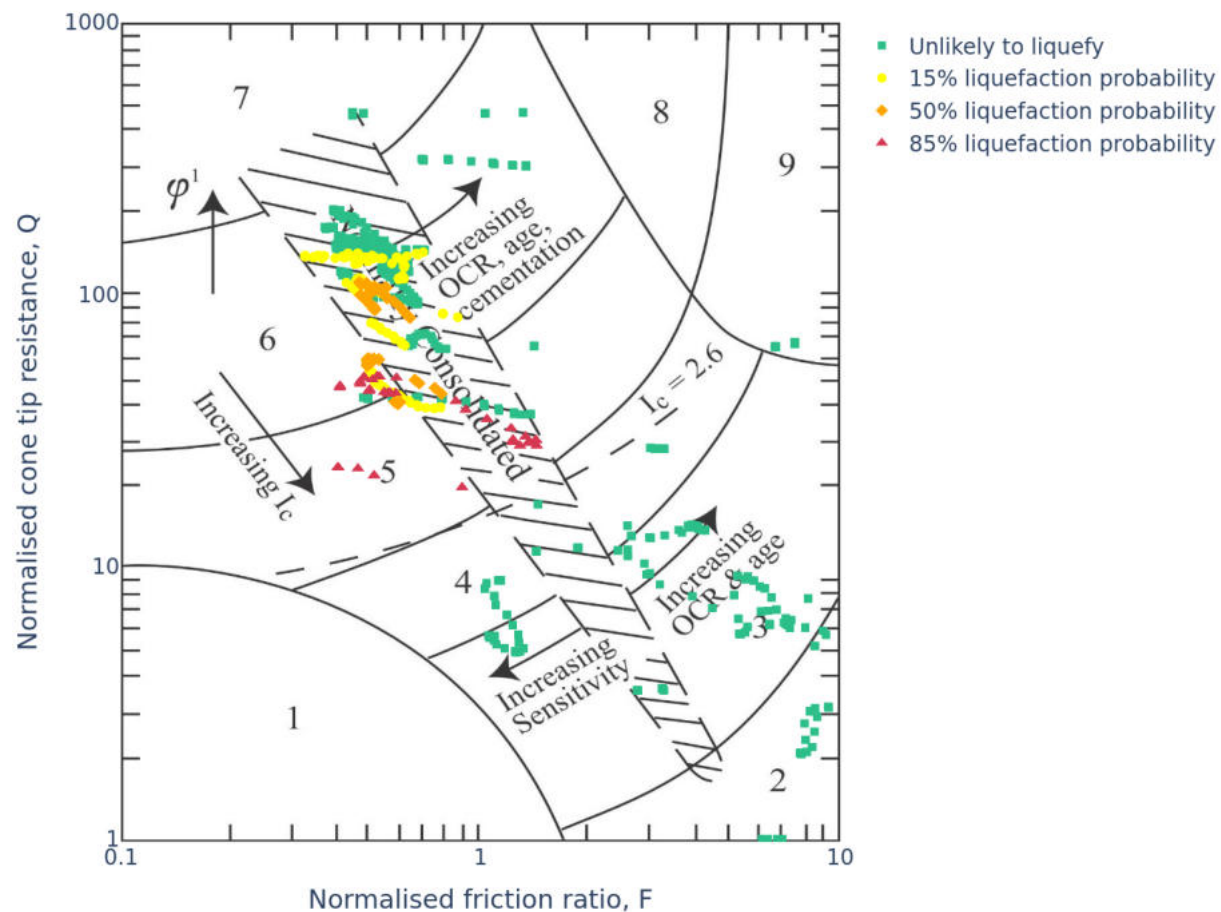 1000
100
10
1
0.1
1
10
Normalised cone tip resistance, Q
Normalised friction ratio, F
Unlikely to liquefy
15% liquefaction probability
50% liquefaction probability
85% liquefaction probability
7
8
9
φ¹
6
Increasing
OCR, age,
cementation
Consolidated
I_c = 2.6
Increasing I_c
5
4
Increasing
OCR & age
3
Increasing
Sensitivity
1
2